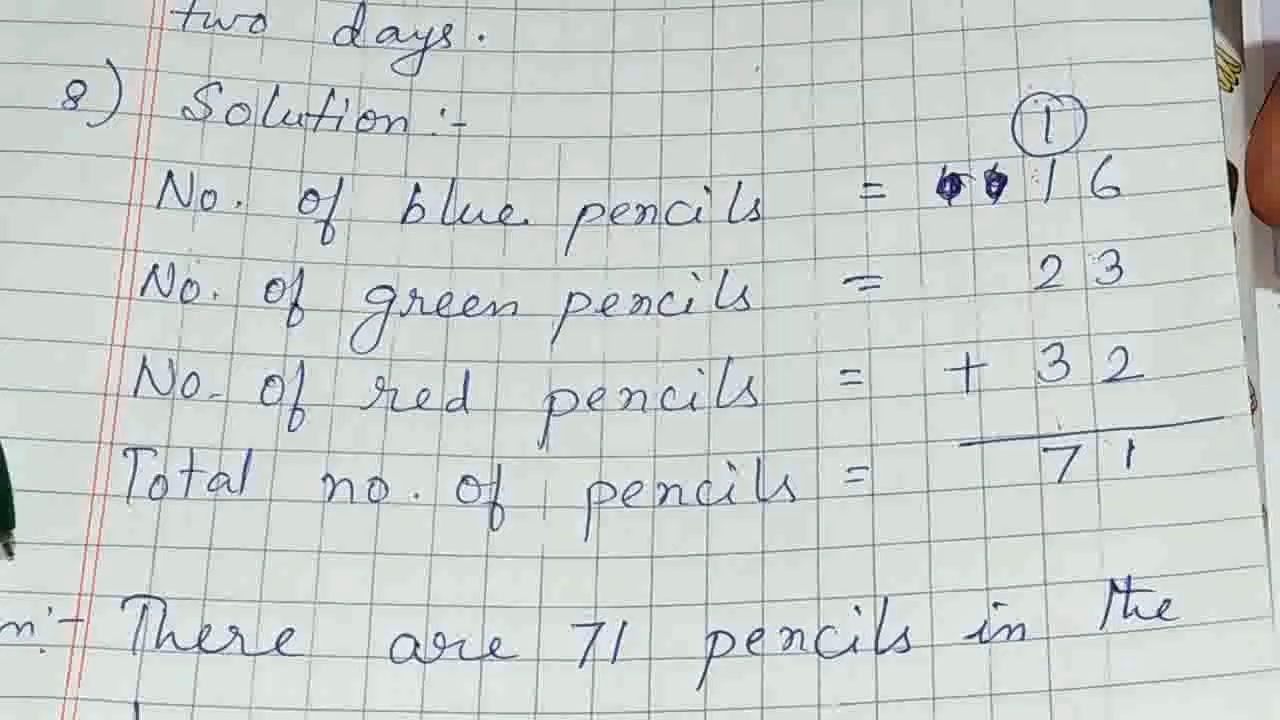 two days.
8) Solution :-
1
No. of blue pencils = 16
No. of green pencils = 23
No. of red pencils = + 32
Total no. of pencils = 71
n:- There are 71 pencils in the